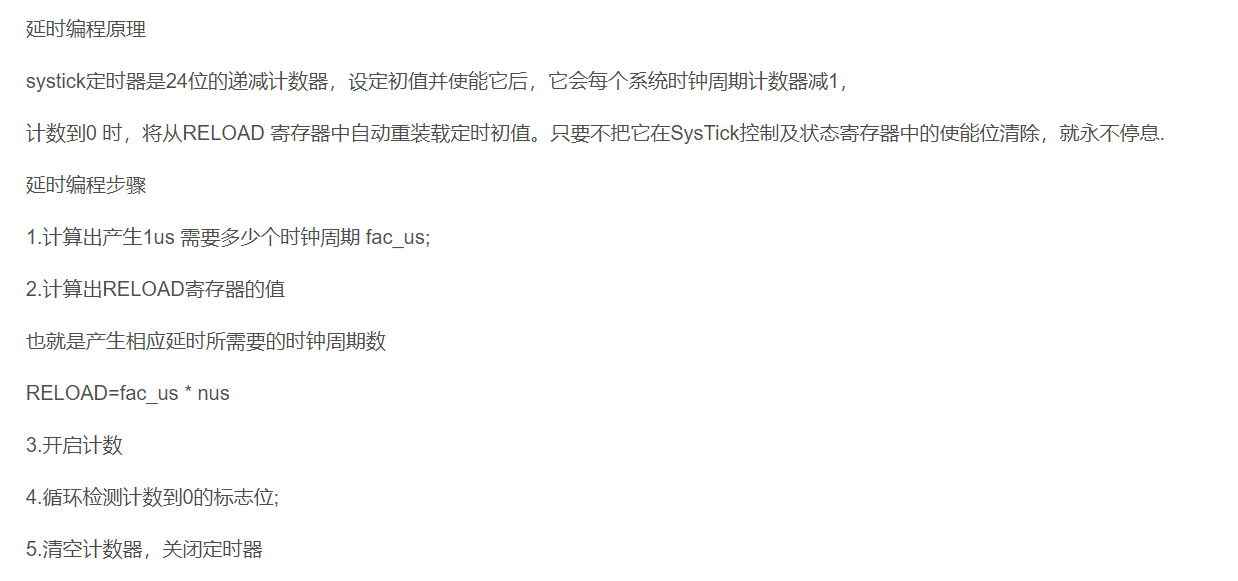 延时编程原理
systick定时器是24位的递减计数器，设定初值并使能它后，它会每个系统时钟周期计数器减1，
计数到0 时，将从RELOAD 寄存器中自动重装载定时初值。只要不把它在SysTick控制及状态寄存器中的使能位清除，就永不停息.
延时编程步骤
1.计算出产生1us 需要多少个时钟周期 fac_us;
2.计算出RELOAD寄存器的值
也就是产生相应延时所需要的时钟周期数
RELOAD=fac_us * nus
3.开启计数
4.循环检测计数到0的标志位;
5.清空计数器，关闭定时器